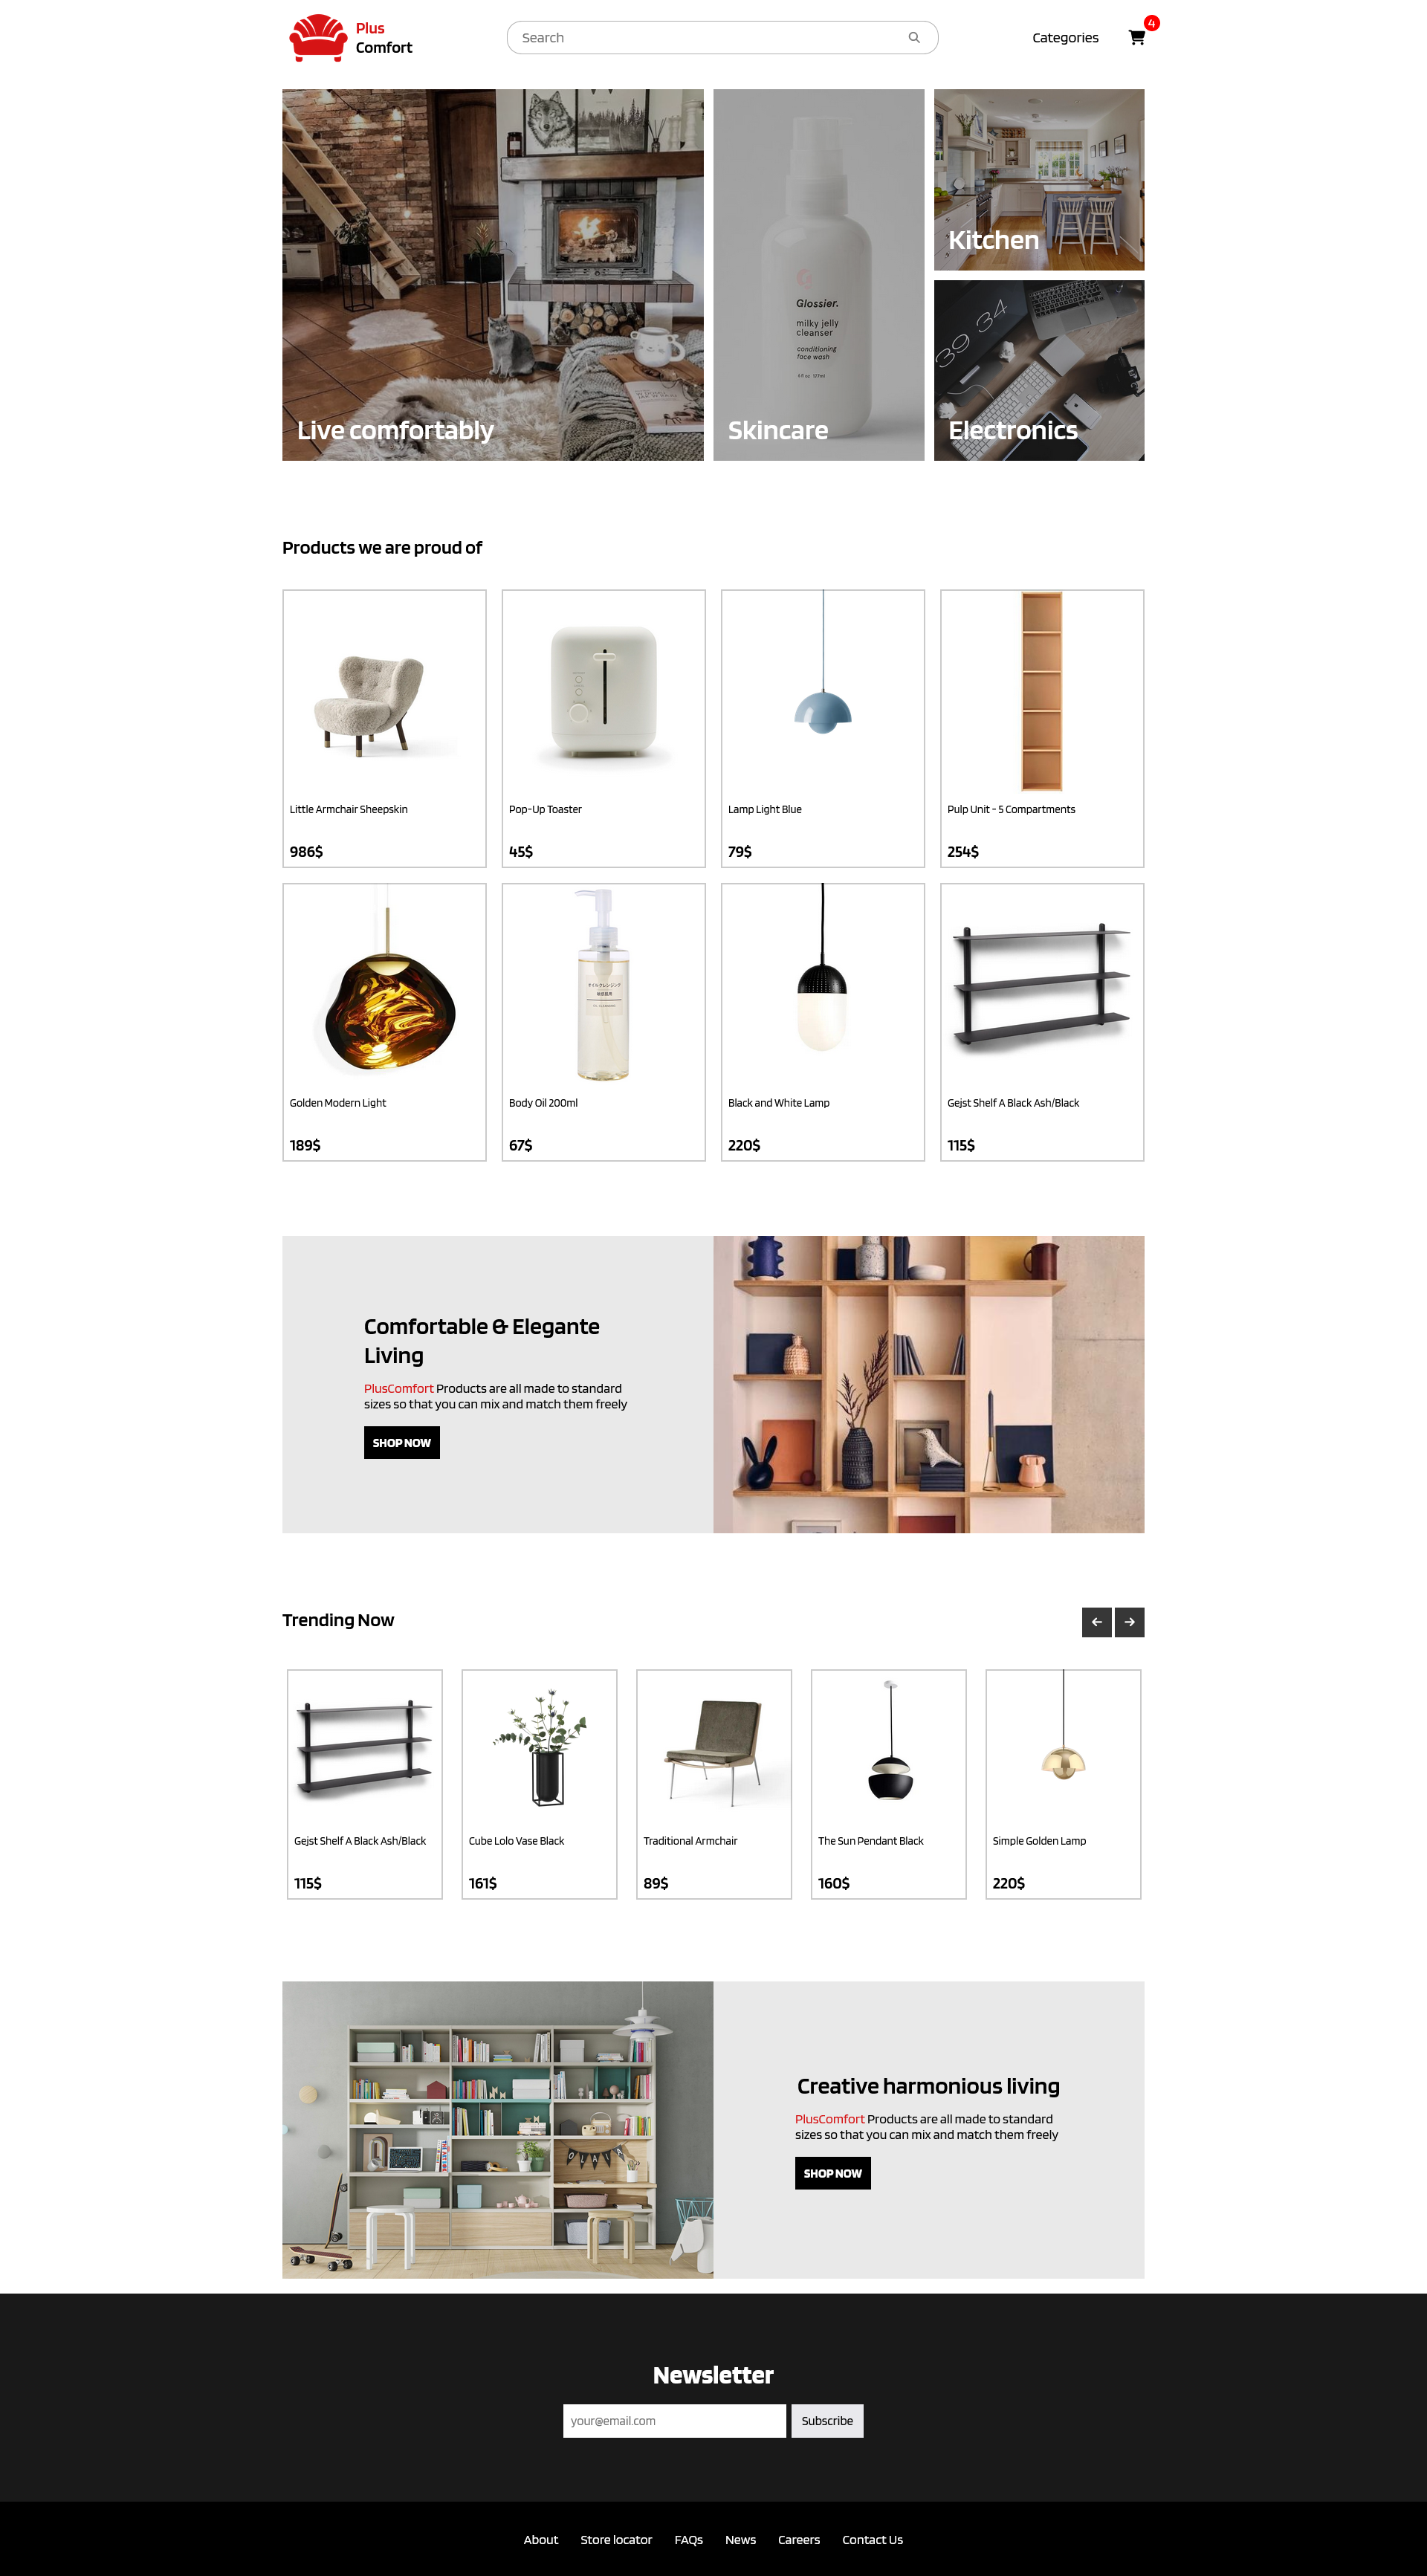 Plus
Comfort
Search
Categories
4
Live comfortably
Glossier.
milky jelly
cleanser
conditioning
face wash
Skincare
Kitchen
39 34
Electronics
Products we are proud of
Little Armchair Sheepskin
986$
Pop-Up Toaster
45$
Lamp Light Blue
79$
Pulp Unit - 5 Compartments
254$
Golden Modern Light
189$
Body Oil 200ml
67$
Black and White Lamp
220$
Gejst Shelf A Black Ash/Black
115$
Comfortable & Elegante
Living
PlusComfort Products are all made to standard
sizes so that you can mix and match them freely
SHOP NOW
Trending Now
Gejst Shelf A Black Ash/Black
115$
Cube Lolo Vase Black
161$
Traditional Armchair
89$
The Sun Pendant Black
160$
Simple Golden Lamp
220$
Creative harmonious living
PlusComfort Products are all made to standard
sizes so that you can mix and match them freely
SHOP NOW
Newsletter
your@email.com
Subscribe
About
Store locator
FAQs
News
Careers
Contact Us